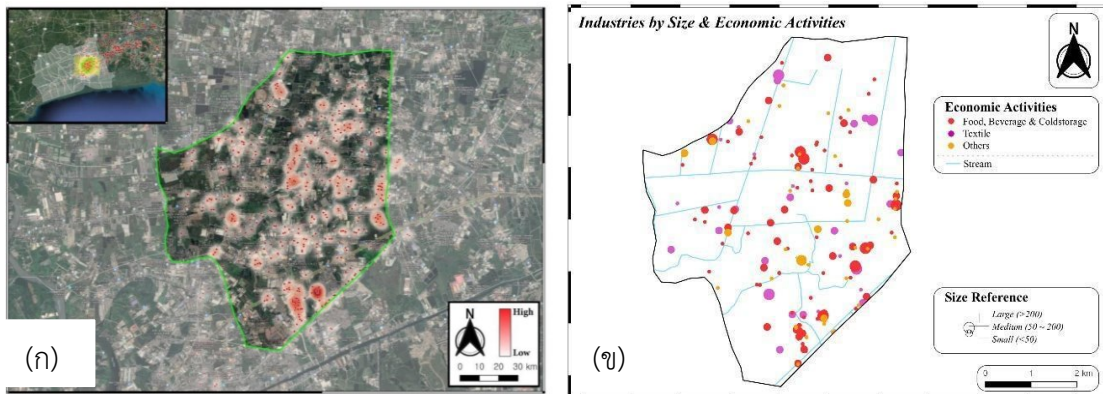 N
High
Low
0 10 20 30 km
(ก)
Industries by Size & Economic Activities
N
Economic Activities
Food, Beverage & Coldstorage
Textile
Others
Stream
Size Reference
Large (>200)
Medium (50 ~ 200)
Small (<50)
0 1 2 km
(ข)